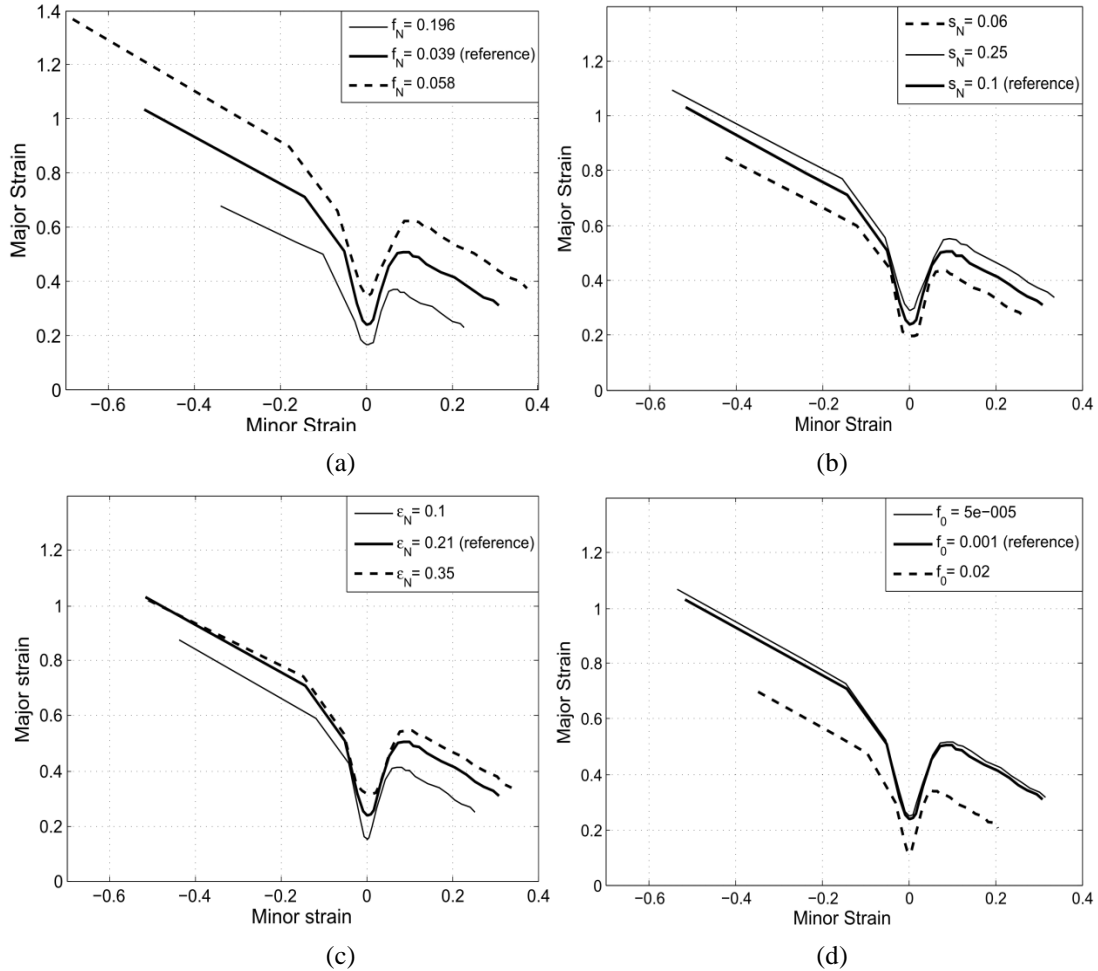 1.4
1.2
1
0.8
0.6
0.4
0.2
0
−0.6 −0.4 −0.2 0 0.2 0.4
Major Strain
Minor Strain
f_N= 0.196
f_N= 0.039 (reference)
f_N= 0.058
(a)
1.2
1
0.8
0.6
0.4
0.2
0
−0.6 −0.4 −0.2 0 0.2 0.4
Major Strain
Minor Strain
s_N= 0.06
s_N= 0.25
s_N= 0.1 (reference)
(b)
1.2
1
0.8
0.6
0.4
0.2
0
−0.6 −0.4 −0.2 0 0.2 0.4
Major strain
Minor strain
ε_N= 0.1
ε_N= 0.21 (reference)
ε_N= 0.35
(c)
1.2
1
0.8
0.6
0.4
0.2
0
−0.6 −0.4 −0.2 0 0.2 0.4
Major Strain
Minor Strain
f_0 = 5e−005
f_0 = 0.001 (reference)
f_0 = 0.02
(d)